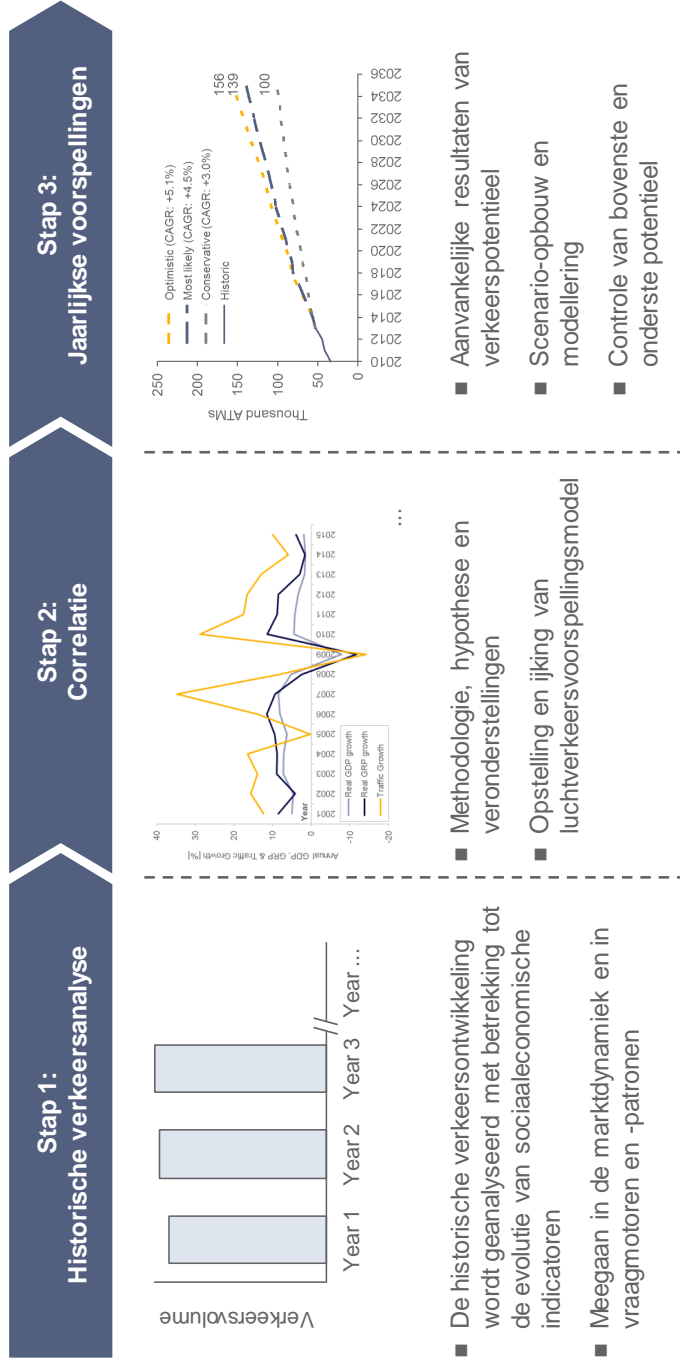 Stap 1:
Historische verkeersanalyse
Verkeersvolume
Year 1
Year 2
Year 3
Year ...
■ De historische verkeersontwikkeling
wordt geanalyseerd met betrekking tot
de evolutie van sociaaleconomische
indicatoren
■ Meegaan in de marktdynamiek en in
vraagmotoren en -patronen
Stap 2:
Correlatie
Annual GDP, GRP & Traffic Growth [%]
40
30
20
10
0
-10
-20
Year
2001
2002
2003
2004
2005
2006
2007
2008
2009
2010
2011
2012
2013
2014
2015
Real GDP growth
Real GRP growth
Traffic Growth
...
■ Methodologie, hypothese en
veronderstellingen
■ Opstelling en ijking van
luchtverkeersvoorspellingsmodel
Stap 3:
Jaarlijkse voorspellingen
Thousand ATMs
250
200
150
100
50
0
Optimistic (CAGR: +5.1%)
Most likely (CAGR: +4.5%)
Conservative (CAGR: +3.0%)
Historic
156
139
100
2010
2012
2014
2016
2018
2020
2022
2024
2026
2028
2030
2032
2034
2036
■ Aanvankelijke resultaten van
verkeerspotentieel
■ Scenario-opbouw en
modellering
■ Controle van bovenste en
onderste potentieel